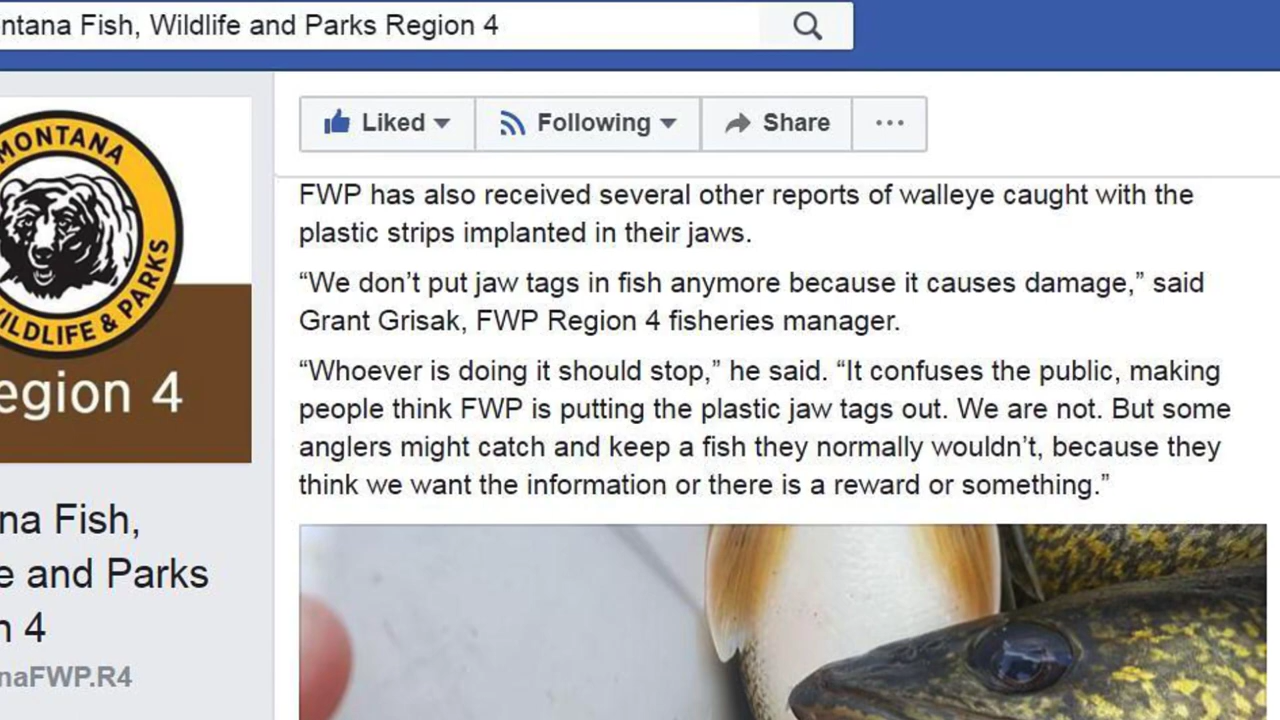 ntana Fish, Wildlife and Parks Region 4
Liked
Following
Share
MONTANA
ILDLIFE & PARKS
egion 4
na Fish,
e and Parks
n 4
naFWP.R4
FWP has also received several other reports of walleye caught with the
plastic strips implanted in their jaws.
“We don’t put jaw tags in fish anymore because it causes damage,” said
Grant Grisak, FWP Region 4 fisheries manager.
“Whoever is doing it should stop,” he said. “It confuses the public, making
people think FWP is putting the plastic jaw tags out. We are not. But some
anglers might catch and keep a fish they normally wouldn’t, because they
think we want the information or there is a reward or something.”